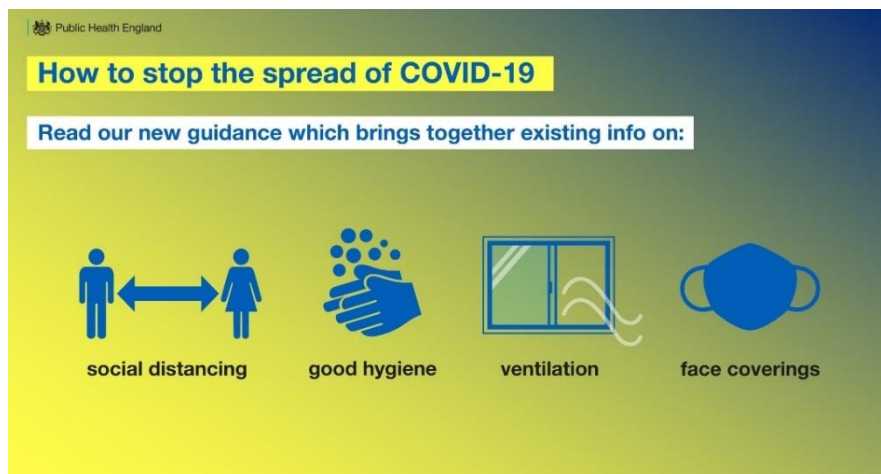 Public Health England
How to stop the spread of COVID-19
Read our new guidance which brings together existing info on:
social distancing
good hygiene
ventilation
face coverings